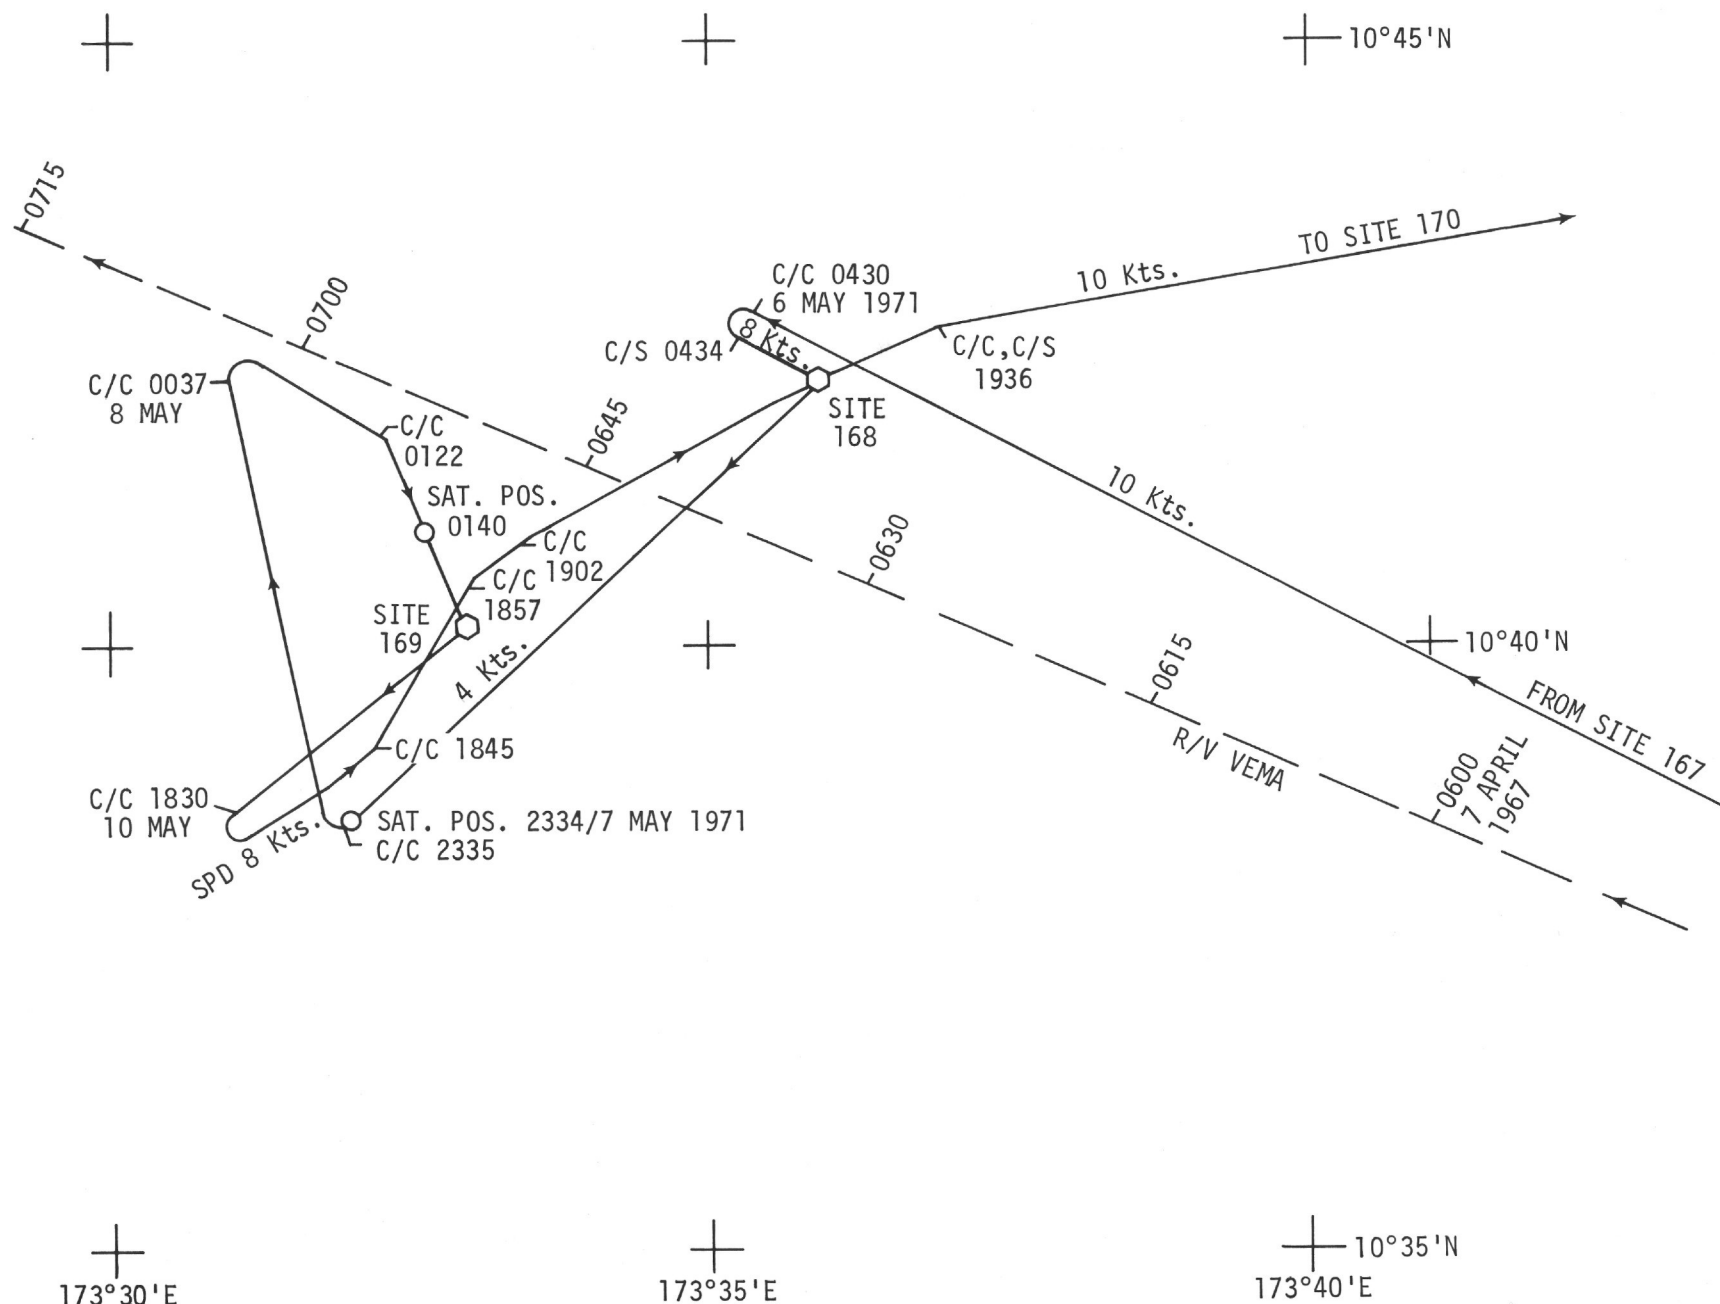 10°45'N
0715
TO SITE 170
10 Kts.
0700
C/C 0430
6 MAY 1971
8 Kts.
C/S 0434
C/C,C/S
1936
C/C 0037
8 MAY
SITE
168
0645
C/C
0122
SAT. POS.
0140
10 Kts.
0630
C/C
1902
C/C
1857
SITE
169
10°40'N
4 Kts.
0615
FROM SITE 167
C/C 1845
R/V VEMA
0600
7 APRIL
1967
C/C 1830
10 MAY
SAT. POS. 2334/7 MAY 1971
C/C 2335
SPD 8 Kts.
10°35'N
173°30'E
173°35'E
173°40'E